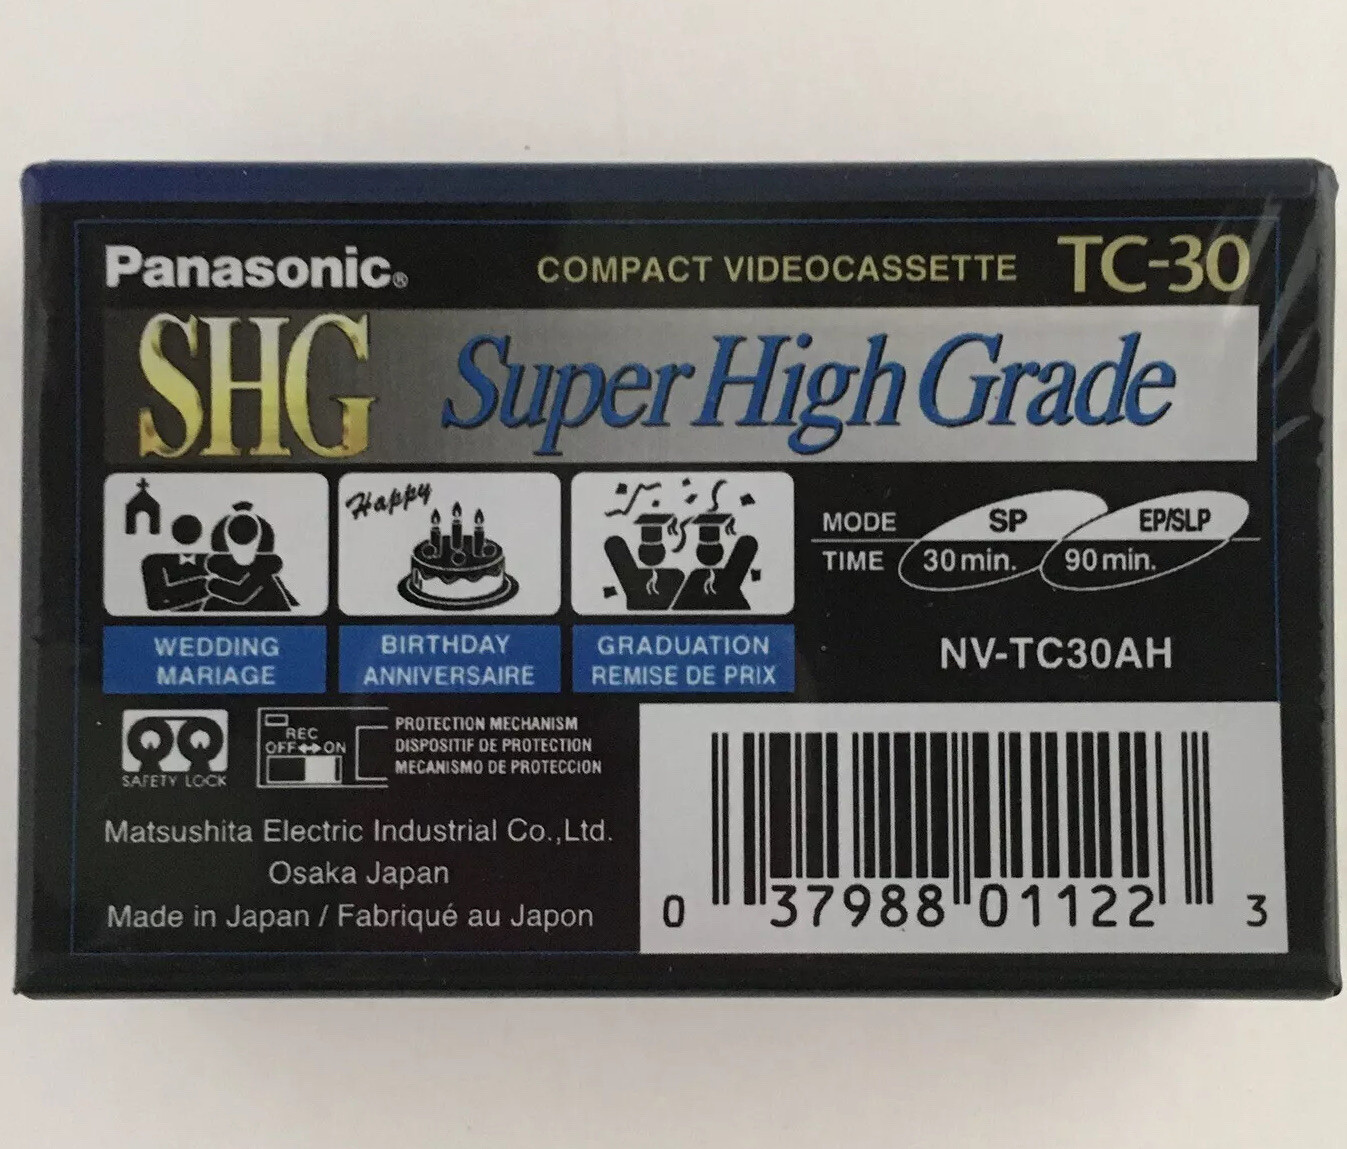 Panasonic®
COMPACT VIDEOCASSETTE TC-30
SHG Super High Grade
Happy
WEDDING
MARIAGE
BIRTHDAY
ANNIVERSAIRE
GRADUATION
REMISE DE PRIX
MODE SP EP/SLP
TIME 30 min. 90 min.
NV-TC30AH
SAFETY LOCK
REC
OFF↔ON
PROTECTION MECHANISM
DISPOSITIF DE PROTECTION
MECANISMO DE PROTECCION
Matsushita Electric Industrial Co.,Ltd.
Osaka Japan
Made in Japan / Fabriqué au Japon
0 37988 01122 3